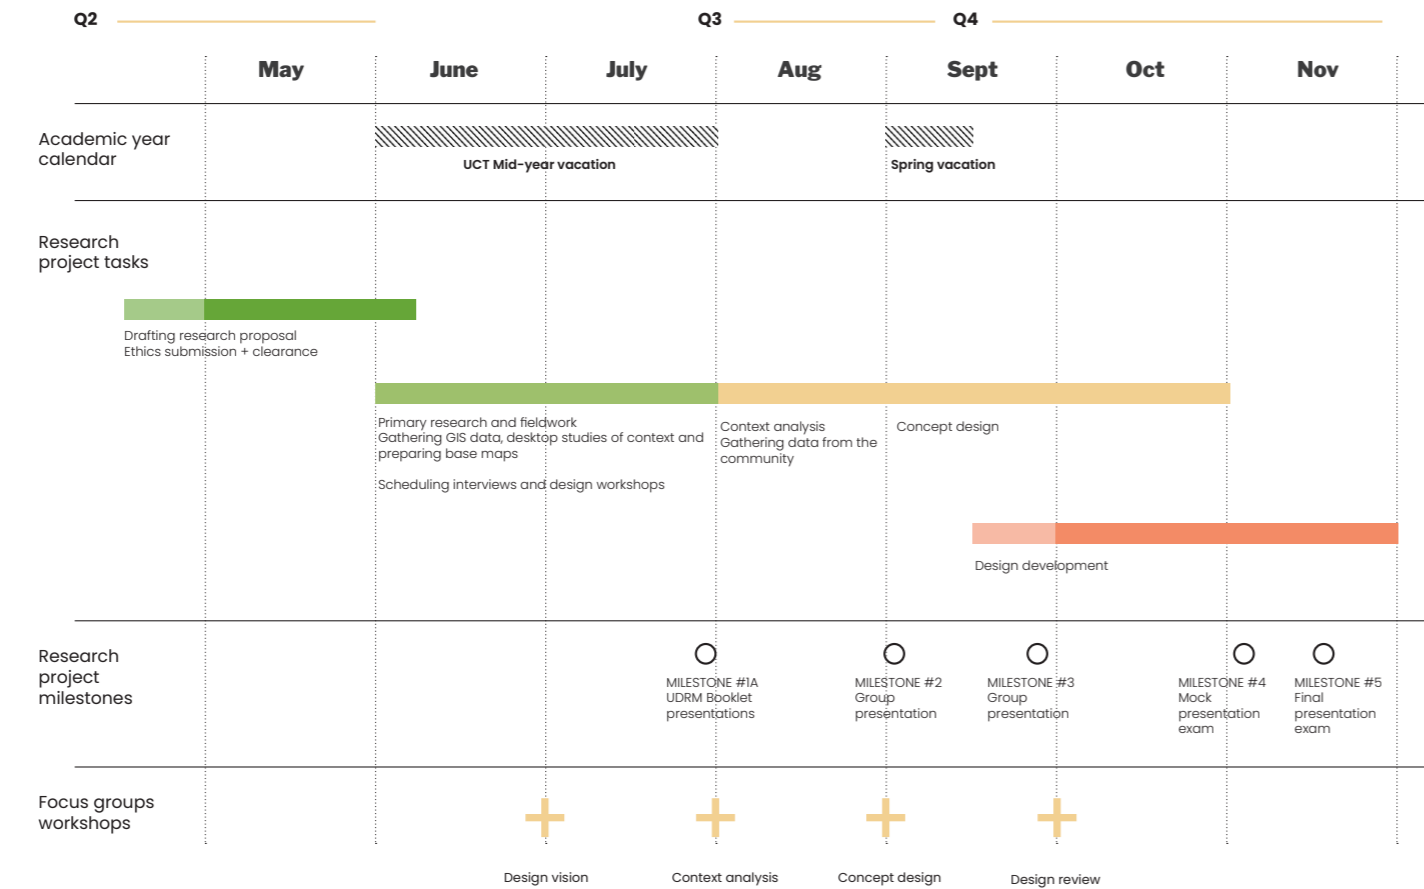 Q2
Q3
Q4
May
June
July
Aug
Sept
Oct
Nov
Academic year
calendar
UCT Mid-year vacation
Spring vacation
Research
project tasks
Drafting research proposal
Ethics submission + clearance
Primary research and fieldwork
Gathering GIS data, desktop studies of context and
preparing base maps
Scheduling interviews and design workshops
Context analysis
Gathering data from the
community
Concept design
Design development
Research
project
milestones
MILESTONE #1A
UDRM Booklet
presentations
MILESTONE #2
Group
presentation
MILESTONE #3
Group
presentation
MILESTONE #4
Mock
presentation
exam
MILESTONE #5
Final
presentation
exam
Focus groups
workshops
Design vision
Context analysis
Concept design
Design review